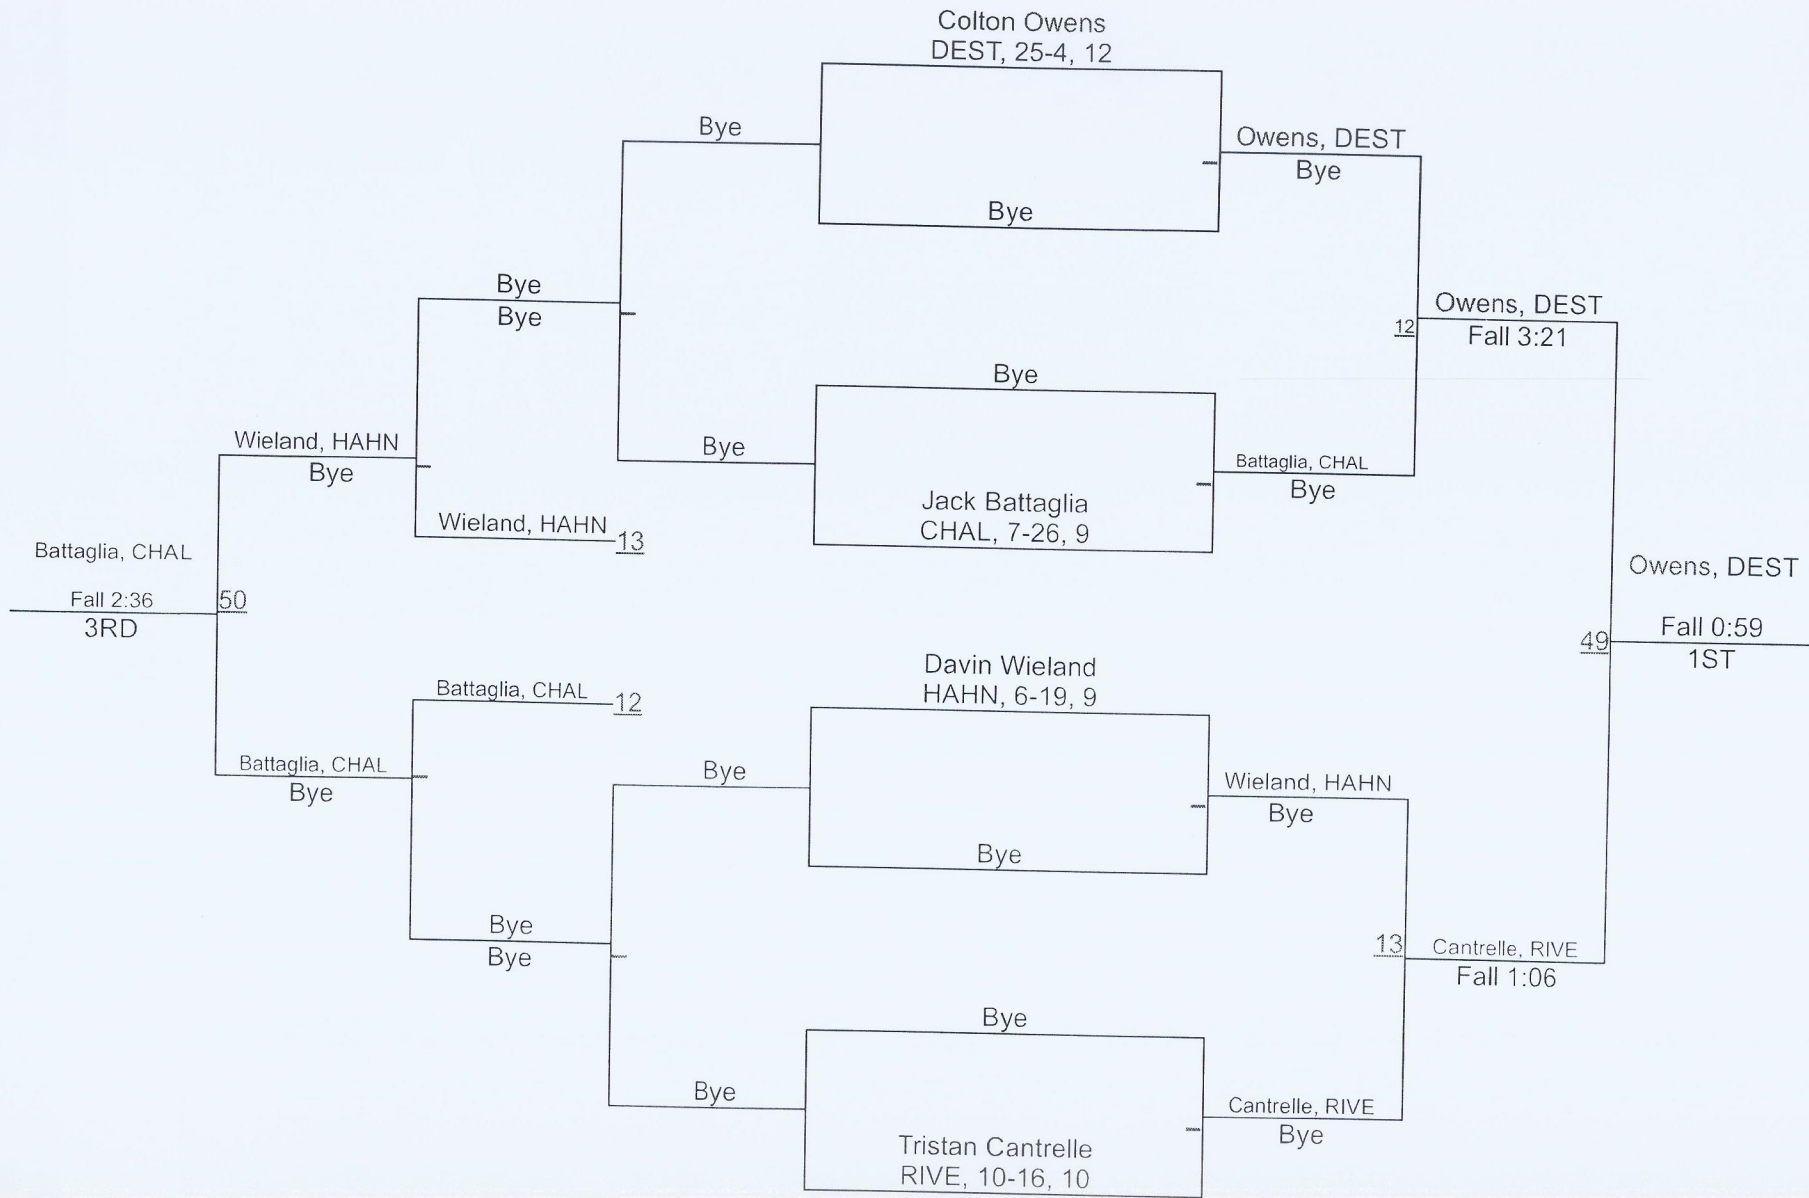 Colton Owens
DEST, 25-4, 12
Bye
Owens, DEST
Bye
Bye
Bye
Bye
Owens, DEST
12
Fall 3:21
Bye
Wieland, HAHN
Bye
Bye
Battaglia, CHAL
Bye
Jack Battaglia
CHAL, 7-26, 9
Wieland, HAHN
13
Battaglia, CHAL
Fall 2:36
50
3RD
Owens, DEST
Fall 0:59
49
1ST
Davin Wieland
HAHN, 6-19, 9
Battaglia, CHAL
12
Battaglia, CHAL
Bye
Bye
Wieland, HAHN
Bye
Bye
Bye
Bye
13
Cantrelle, RIVE
Fall 1:06
Bye
Bye
Cantrelle, RIVE
Bye
Tristan Cantrelle
RIVE, 10-16, 10